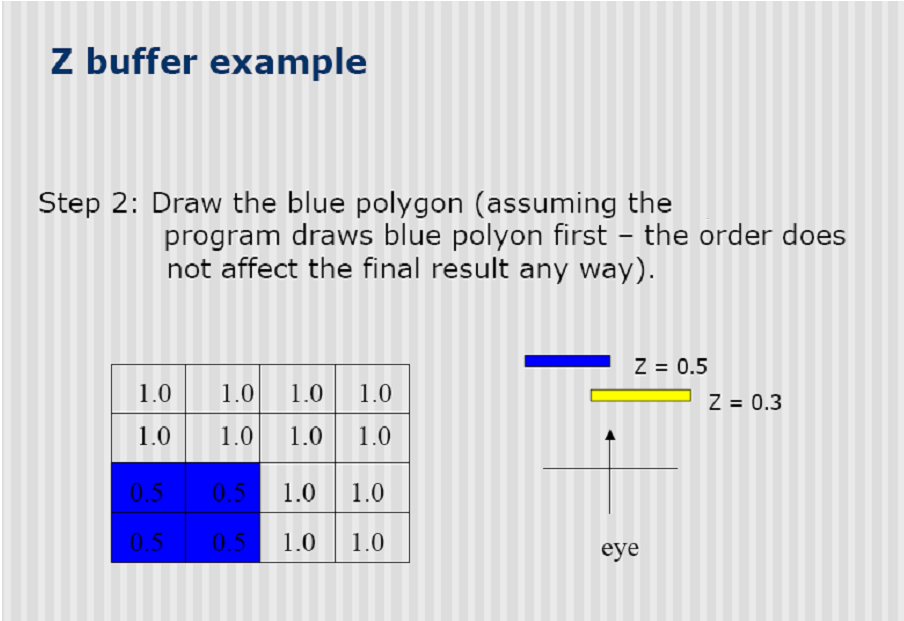 Z buffer example
Step 2: Draw the blue polygon (assuming the
program draws blue polyon first – the order does
not affect the final result any way).
1.0 1.0 1.0 1.0
1.0 1.0 1.0 1.0
0.5 0.5 1.0 1.0
0.5 0.5 1.0 1.0
Z = 0.5
Z = 0.3
eye